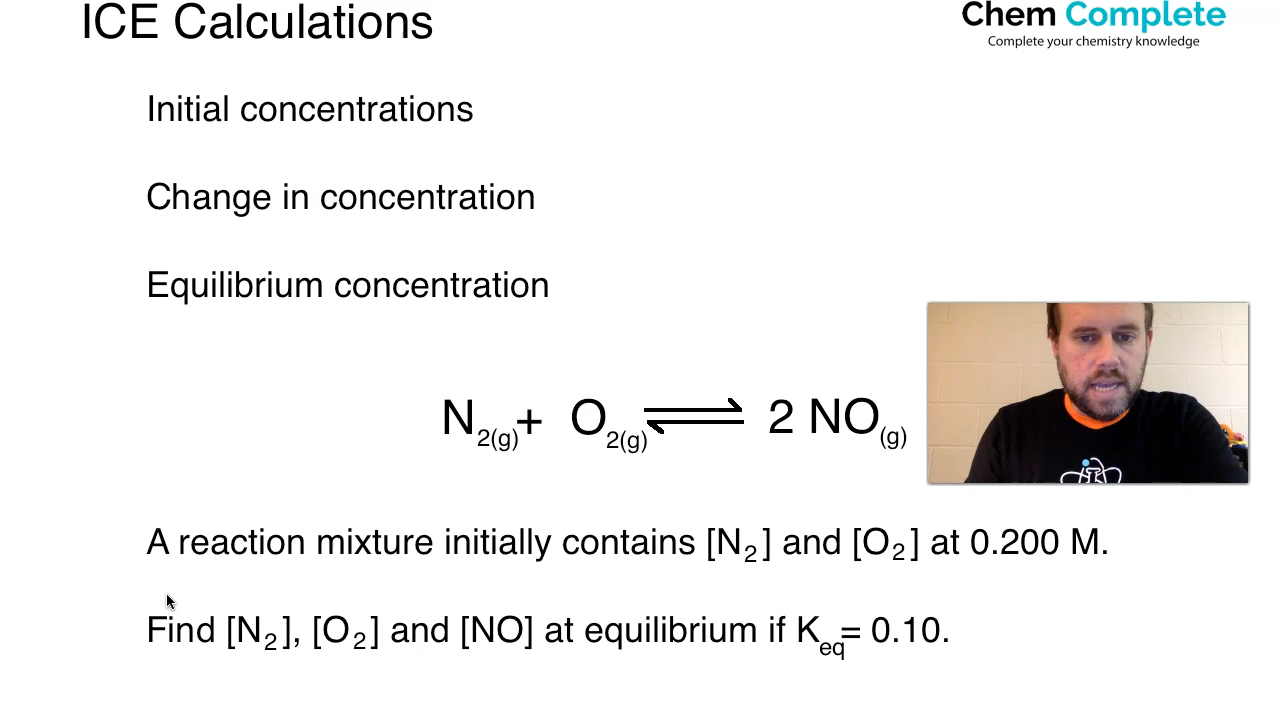 ICE Calculations
Chem Complete
Complete your chemistry knowledge
Initial concentrations
Change in concentration
Equilibrium concentration
N₂(g)+ O₂(g) ⇌ 2 NO(g)
A reaction mixture initially contains [N₂] and [O₂] at 0.200 M.
Find [N₂], [O₂] and [NO] at equilibrium if Keq= 0.10.